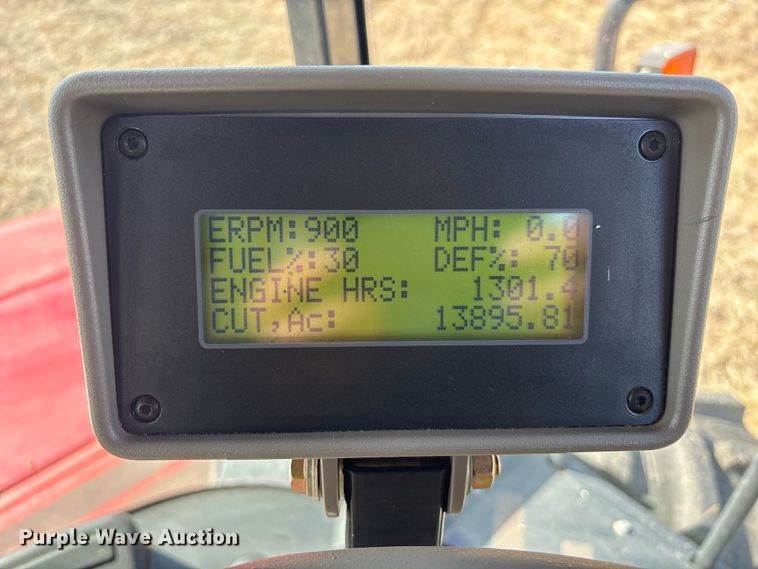 ERPM:900 MPH: 0.0
FUEL%:30 DEF%: 70
ENGINE HRS: 1301.4
CUT,Ac: 13895.81
Purple Wave Auction